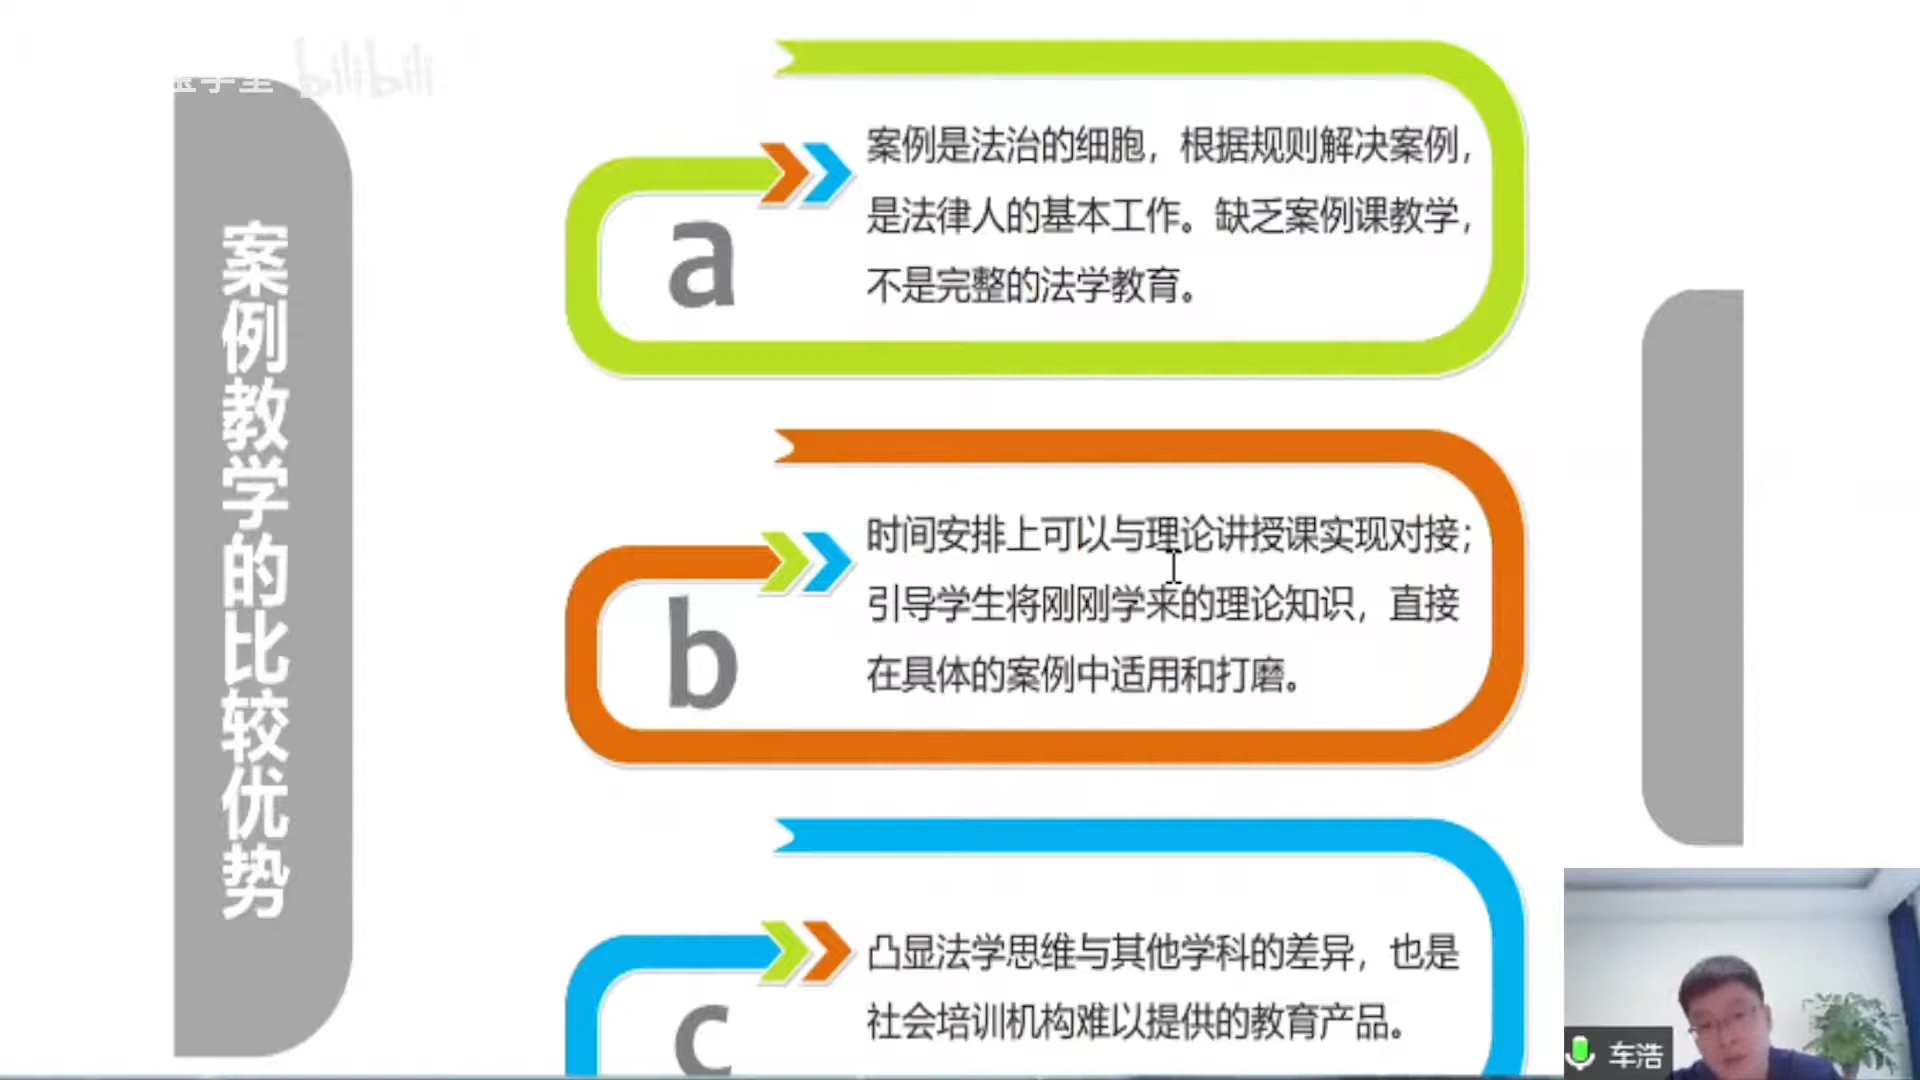 bilibili
案例教学的比较优势
a
案例是法治的细胞，根据规则解决案例，
是法律人的基本工作。缺乏案例课教学，
不是完整的法学教育。
b
时间安排上可以与理论讲授课实现对接；
引导学生将刚刚学来的理论知识，直接
在具体的案例中适用和打磨。
c
凸显法学思维与其他学科的差异，也是
社会培训机构难以提供的教育产品。
车浩